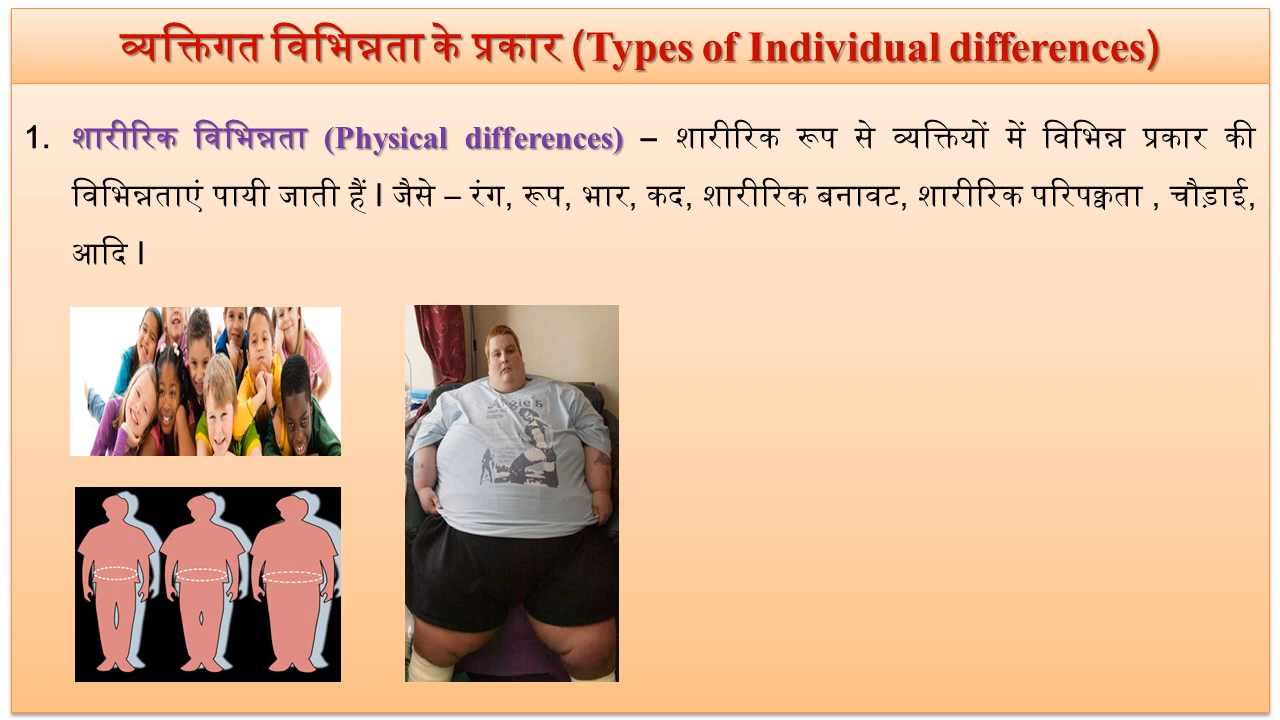 व्यक्तिगत विभिन्नता के प्रकार (Types of Individual differences)
1. शारीरिक विभिन्नता (Physical differences) – शारीरिक रूप से व्यक्तियों में विभिन्न प्रकार की
विभिन्नताएं पायी जाती हैं l जैसे – रंग, रूप, भार, कद, शारीरिक बनावट, शारीरिक परिपक्वता , चौड़ाई,
आदि l
Angie's